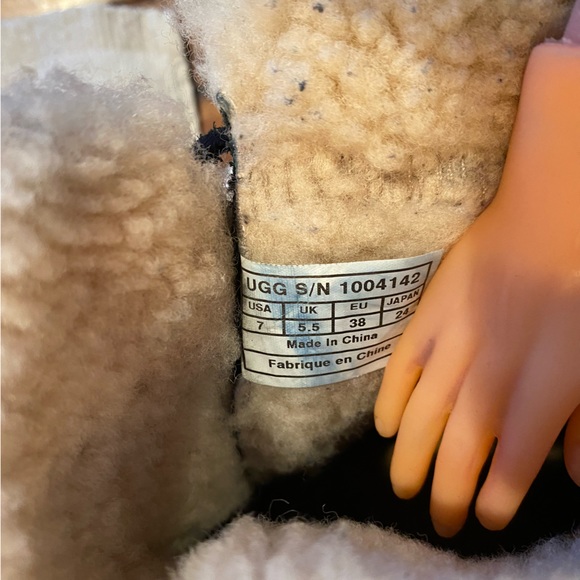 UGG S/N 1004142
USA UK EU JAPAN
7 5.5 38 24
Made In China
Fabrique en Chine